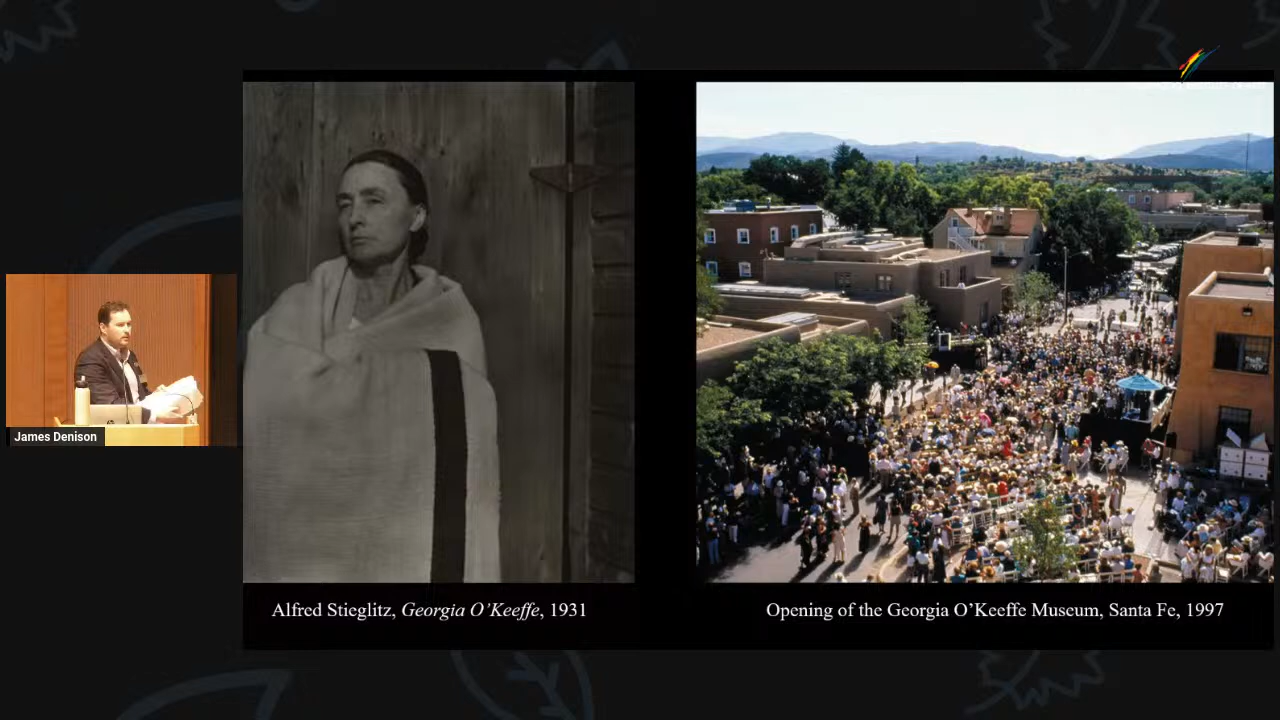 James Denison
Alfred Stieglitz, Georgia O'Keeffe, 1931
Opening of the Georgia O'Keeffe Museum, Santa Fe, 1997